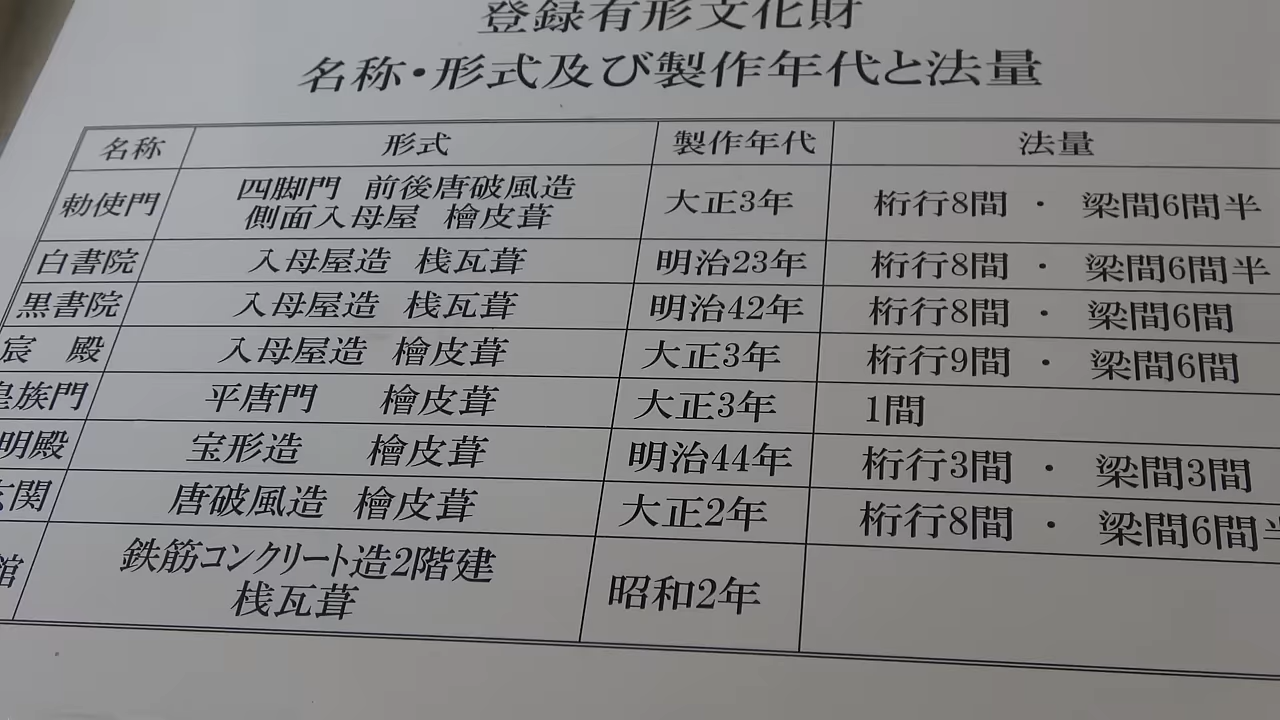 登録有形文化財
名称・形式及び製作年代と法量
名称 形式 製作年代 法量
勅使門 四脚門 前後唐破風造 大正3年 桁行8間 ・ 梁間6間半
側面入母屋 檜皮葺
白書院 入母屋造 桟瓦葺 明治23年 桁行8間 ・ 梁間6間半
黒書院 入母屋造 桟瓦葺 明治42年 桁行8間 ・ 梁間6間
宸殿 入母屋造 檜皮葺 大正3年 桁行9間 ・ 梁間6間
皇族門 平唐門 檜皮葺 大正3年 1間
明殿 宝形造 檜皮葺 明治44年 桁行3間 ・ 梁間3間
玄関 唐破風造 檜皮葺 大正2年 桁行8間 ・ 梁間6間半
館 鉄筋コンクリート造2階建 昭和2年
桟瓦葺